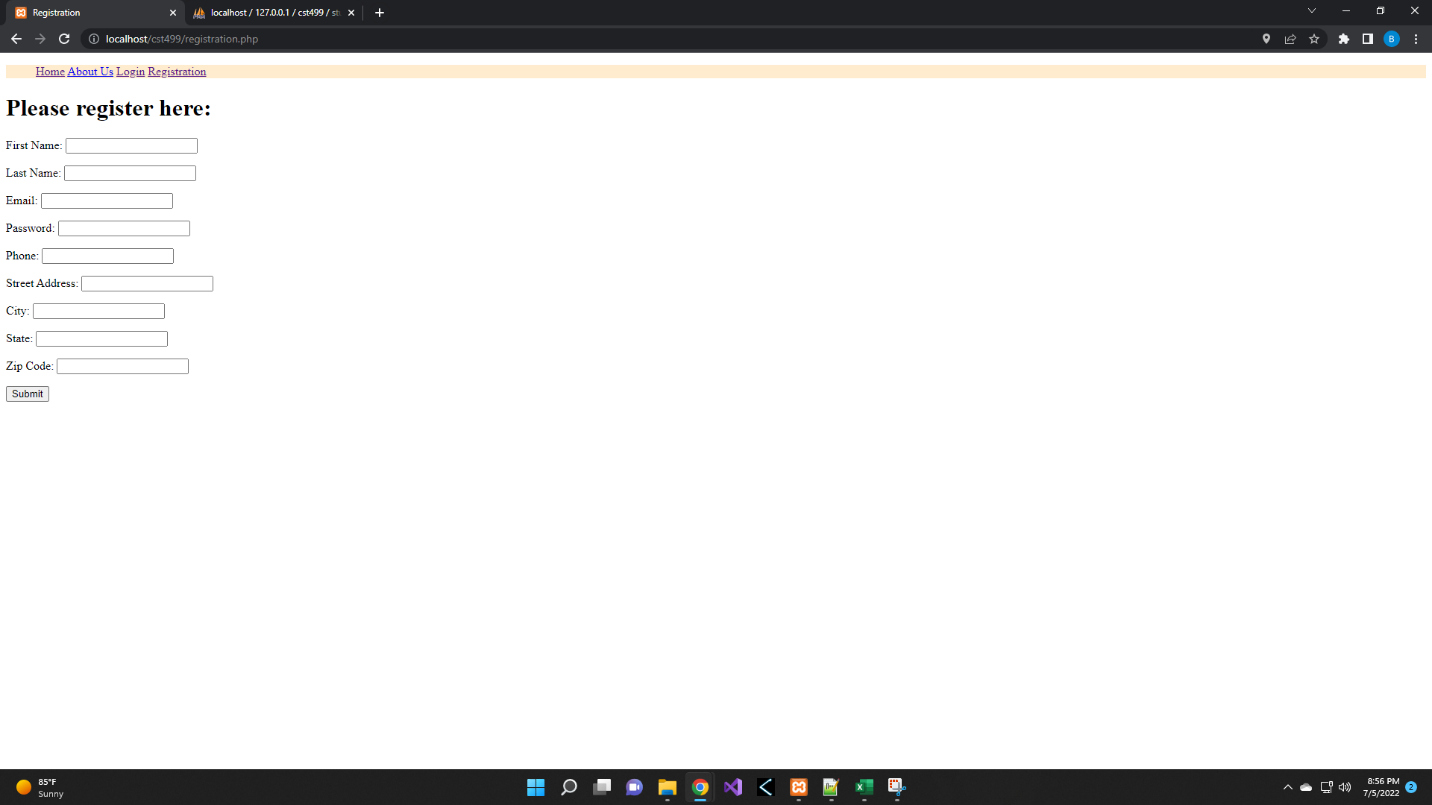 Registration
localhost / 127.0.0.1 / cst499 / st
localhost/cst499/registration.php
B
Home About Us Login Registration
Please register here:
First Name:
Last Name:
Email:
Password:
Phone:
Street Address:
City:
State:
Zip Code:
Submit
85°F
Sunny
8:56 PM
7/5/2022
2